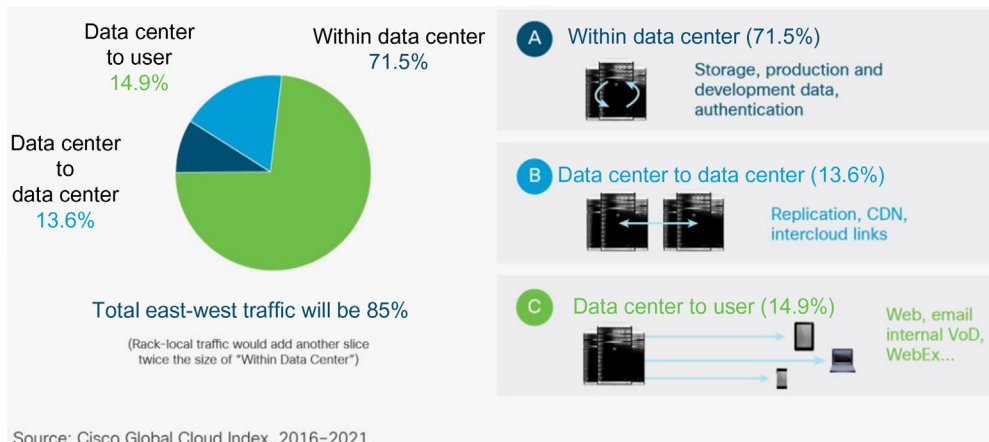 Data center
to user
14.9%
Within data center
71.5%
Data center
to
data center
13.6%
Total east-west traffic will be 85%
(Rack-local traffic would add another slice
twice the size of “Within Data Center”)
A
Within data center (71.5%)
Storage, production and
development data,
authentication
B
Data center to data center (13.6%)
Replication, CDN,
intercloud links
C
Data center to user (14.9%)
Web, email
internal VoD,
WebEx...
Source: Cisco Global Cloud Index, 2016–2021